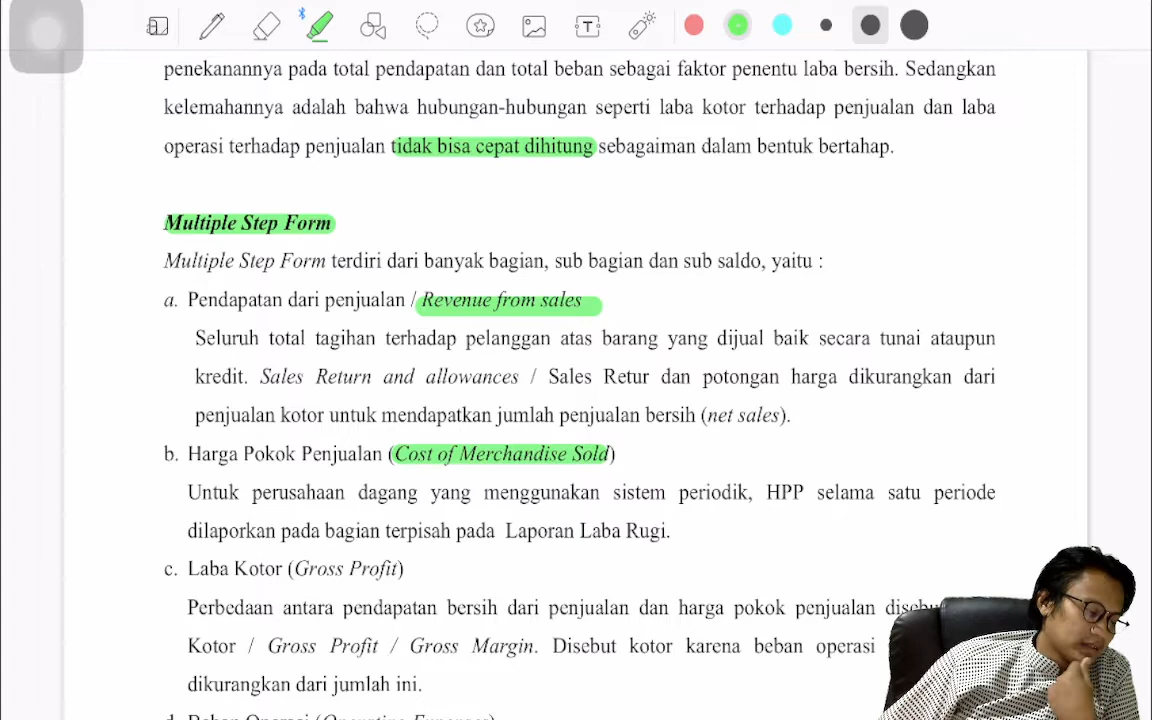 T
penekanannya pada total pendapatan dan total beban sebagai faktor penentu laba bersih. Sedangkan
kelemahannya adalah bahwa hubungan-hubungan seperti laba kotor terhadap penjualan dan laba
operasi terhadap penjualan tidak bisa cepat dihitung sebagaiman dalam bentuk bertahap.
Multiple Step Form
Multiple Step Form terdiri dari banyak bagian, sub bagian dan sub saldo, yaitu :
a. Pendapatan dari penjualan / Revenue from sales
Seluruh total tagihan terhadap pelanggan atas barang yang dijual baik secara tunai ataupun
kredit. Sales Return and allowances / Sales Retur dan potongan harga dikurangkan dari
penjualan kotor untuk mendapatkan jumlah penjualan bersih (net sales).
b. Harga Pokok Penjualan (Cost of Merchandise Sold)
Untuk perusahaan dagang yang menggunakan sistem periodik, HPP selama satu periode
dilaporkan pada bagian terpisah pada Laporan Laba Rugi.
c. Laba Kotor (Gross Profit)
Perbedaan antara pendapatan bersih dari penjualan dan harga pokok penjualan
Kotor / Gross Profit / Gross Margin. Disebut kotor karena beban operasi
dikurangkan dari jumlah ini.
d. Beban Operasi (Operating Expenses)